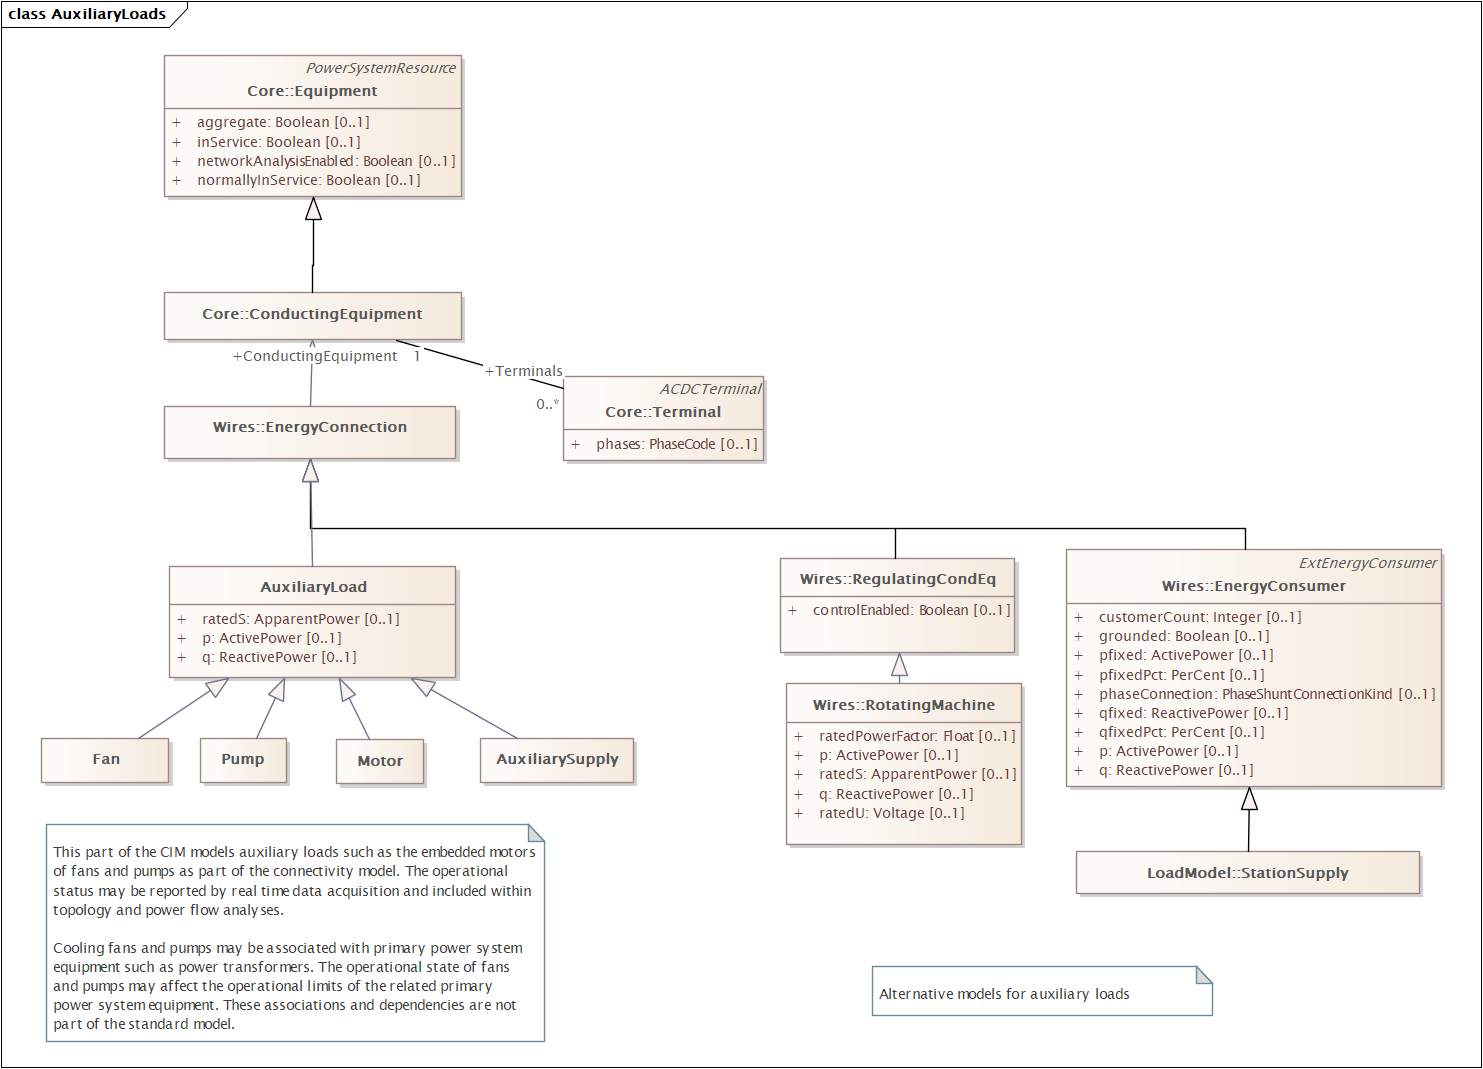 class AuxiliaryLoads
PowerSystemResource
Core::Equipment
+ aggregate: Boolean [0..1]
+ inService: Boolean [0..1]
+ networkAnalysisEnabled: Boolean [0..1]
+ normallyInService: Boolean [0..1]
Core::ConductingEquipment
+ConductingEquipment 1
+Terminals
0..*
ACDCTerminal
Core::Terminal
+ phases: PhaseCode [0..1]
Wires::EnergyConnection
AuxiliaryLoad
+ ratedS: ApparentPower [0..1]
+ p: ActivePower [0..1]
+ q: ReactivePower [0..1]
Wires::RegulatingCondEq
+ controlEnabled: Boolean [0..1]
ExtEnergyConsumer
Wires::EnergyConsumer
+ customerCount: Integer [0..1]
+ grounded: Boolean [0..1]
+ pfixed: ActivePower [0..1]
+ pfixedPct: PerCent [0..1]
+ phaseConnection: PhaseShuntConnectionKind [0..1]
+ qfixed: ReactivePower [0..1]
+ qfixedPct: PerCent [0..1]
+ p: ActivePower [0..1]
+ q: ReactivePower [0..1]
Wires::RotatingMachine
+ ratedPowerFactor: Float [0..1]
+ p: ActivePower [0..1]
+ ratedS: ApparentPower [0..1]
+ q: ReactivePower [0..1]
+ ratedU: Voltage [0..1]
Fan
Pump
Motor
AuxiliarySupply
LoadModel::StationSupply
This part of the CIM models auxiliary loads such as the embedded motors
of fans and pumps as part of the connectivity model. The operational
status may be reported by real time data acquisition and included within
topology and power flow analyses.
Cooling fans and pumps may be associated with primary power system
equipment such as power transformers. The operational state of fans
and pumps may affect the operational limits of the related primary
power system equipment. These associations and dependencies are not
part of the standard model.
Alternative models for auxiliary loads